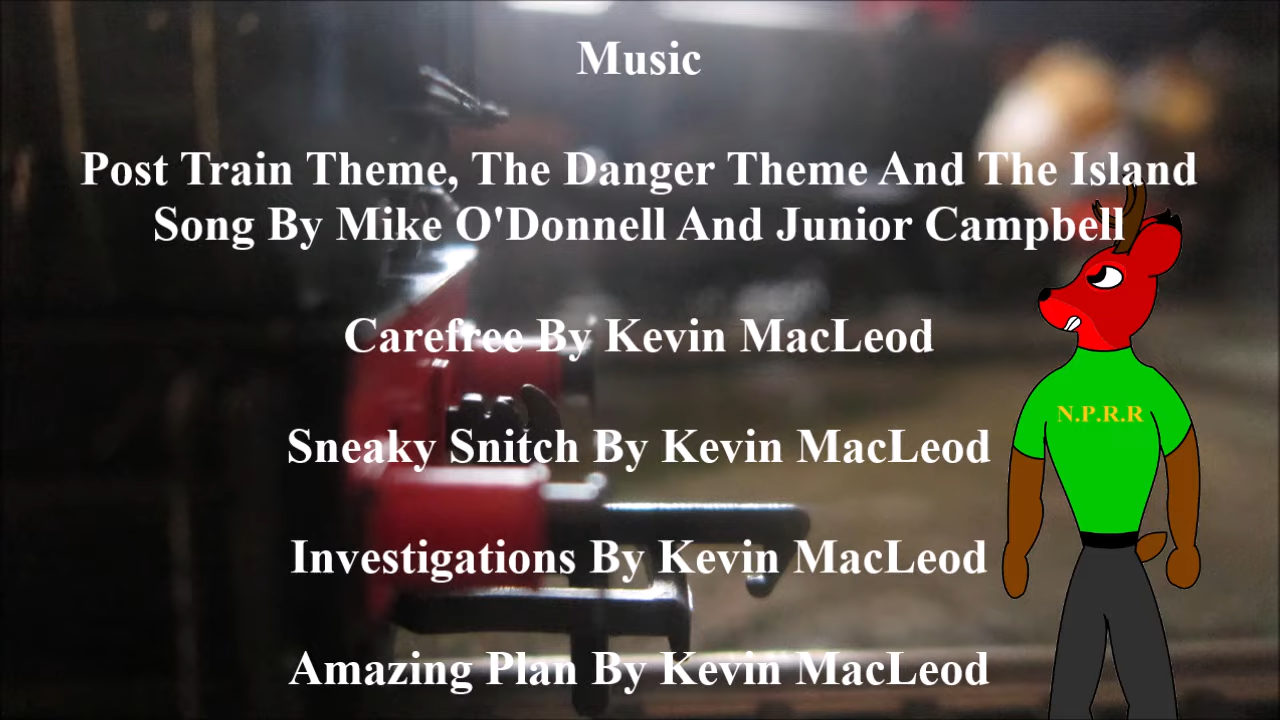 Music
Post Train Theme, The Danger Theme And The Island
Song By Mike O'Donnell And Junior Campbell
Carefree By Kevin MacLeod
Sneaky Snitch By Kevin MacLeod
N.P.R.R
Investigations By Kevin MacLeod
Amazing Plan By Kevin MacLeod